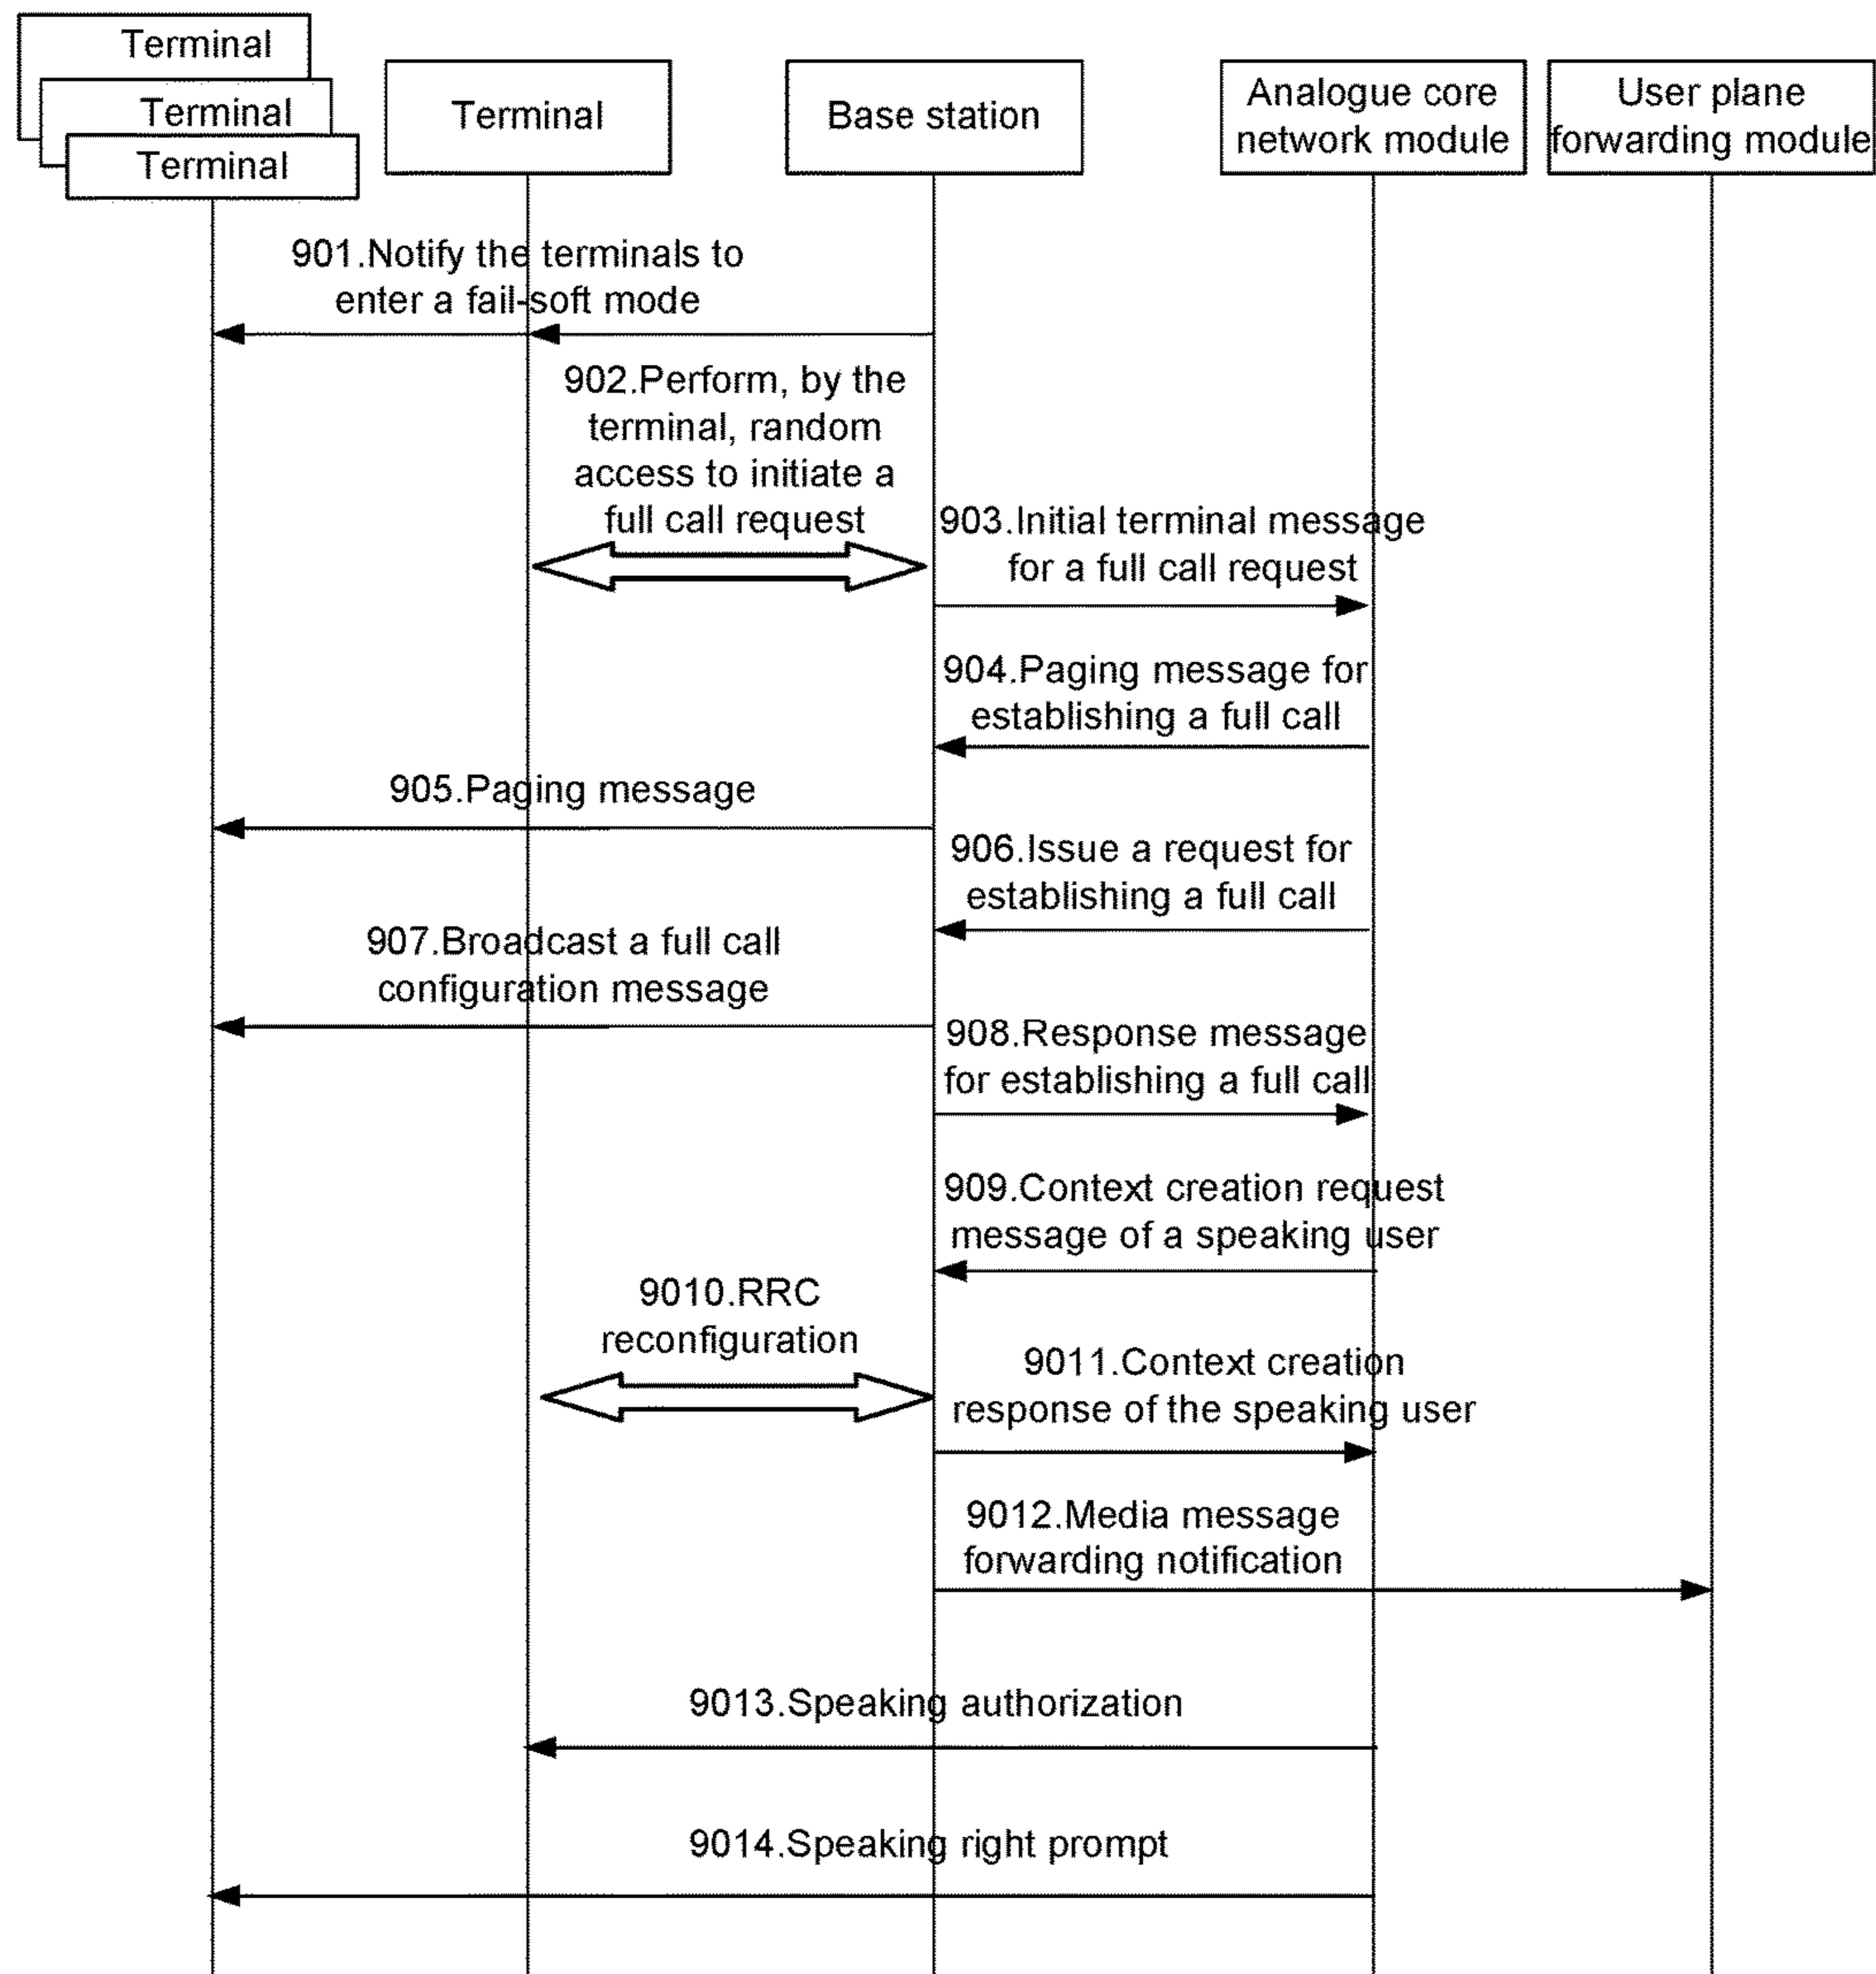 Terminal
Terminal
Terminal
Terminal
Base station
Analogue core
network module
User plane
forwarding module
901.Notify the terminals to
enter a fail-soft mode
902.Perform, by the
terminal, random
access to initiate a
full call request
903.Initial terminal message
for a full call request
904.Paging message for
establishing a full call
905.Paging message
906.Issue a request for
establishing a full call
907.Broadcast a full call
configuration message
908.Response message
for establishing a full call
909.Context creation request
message of a speaking user
9010.RRC
reconfiguration
9011.Context creation
response of the speaking user
9012.Media message
forwarding notification
9013.Speaking authorization
9014.Speaking right prompt